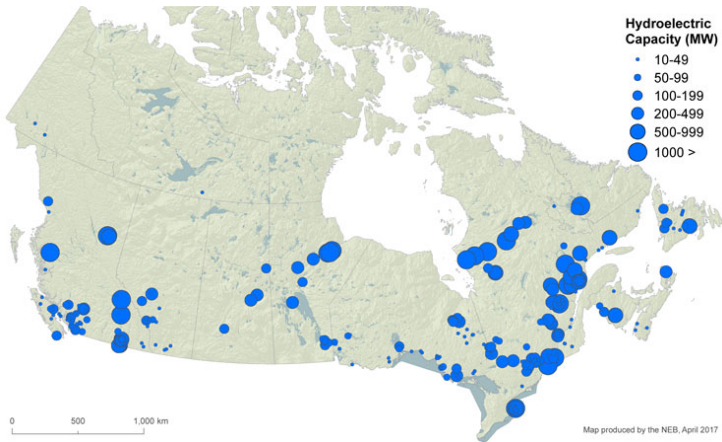 Hydroelectric
Capacity (MW)
10-49
50-99
100-199
200-499
500-999
1000 >
0 500 1,000 km
Map produced by the NEB, April 2017